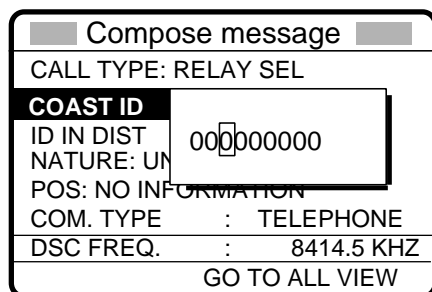 Compose message
CALL TYPE: RELAY SEL
COAST ID
000000000
ID IN DIST
NATURE: UN
POS: NO INFORMATION
COM. TYPE : TELEPHONE
DSC FREQ. : 8414.5 KHZ
GO TO ALL VIEW